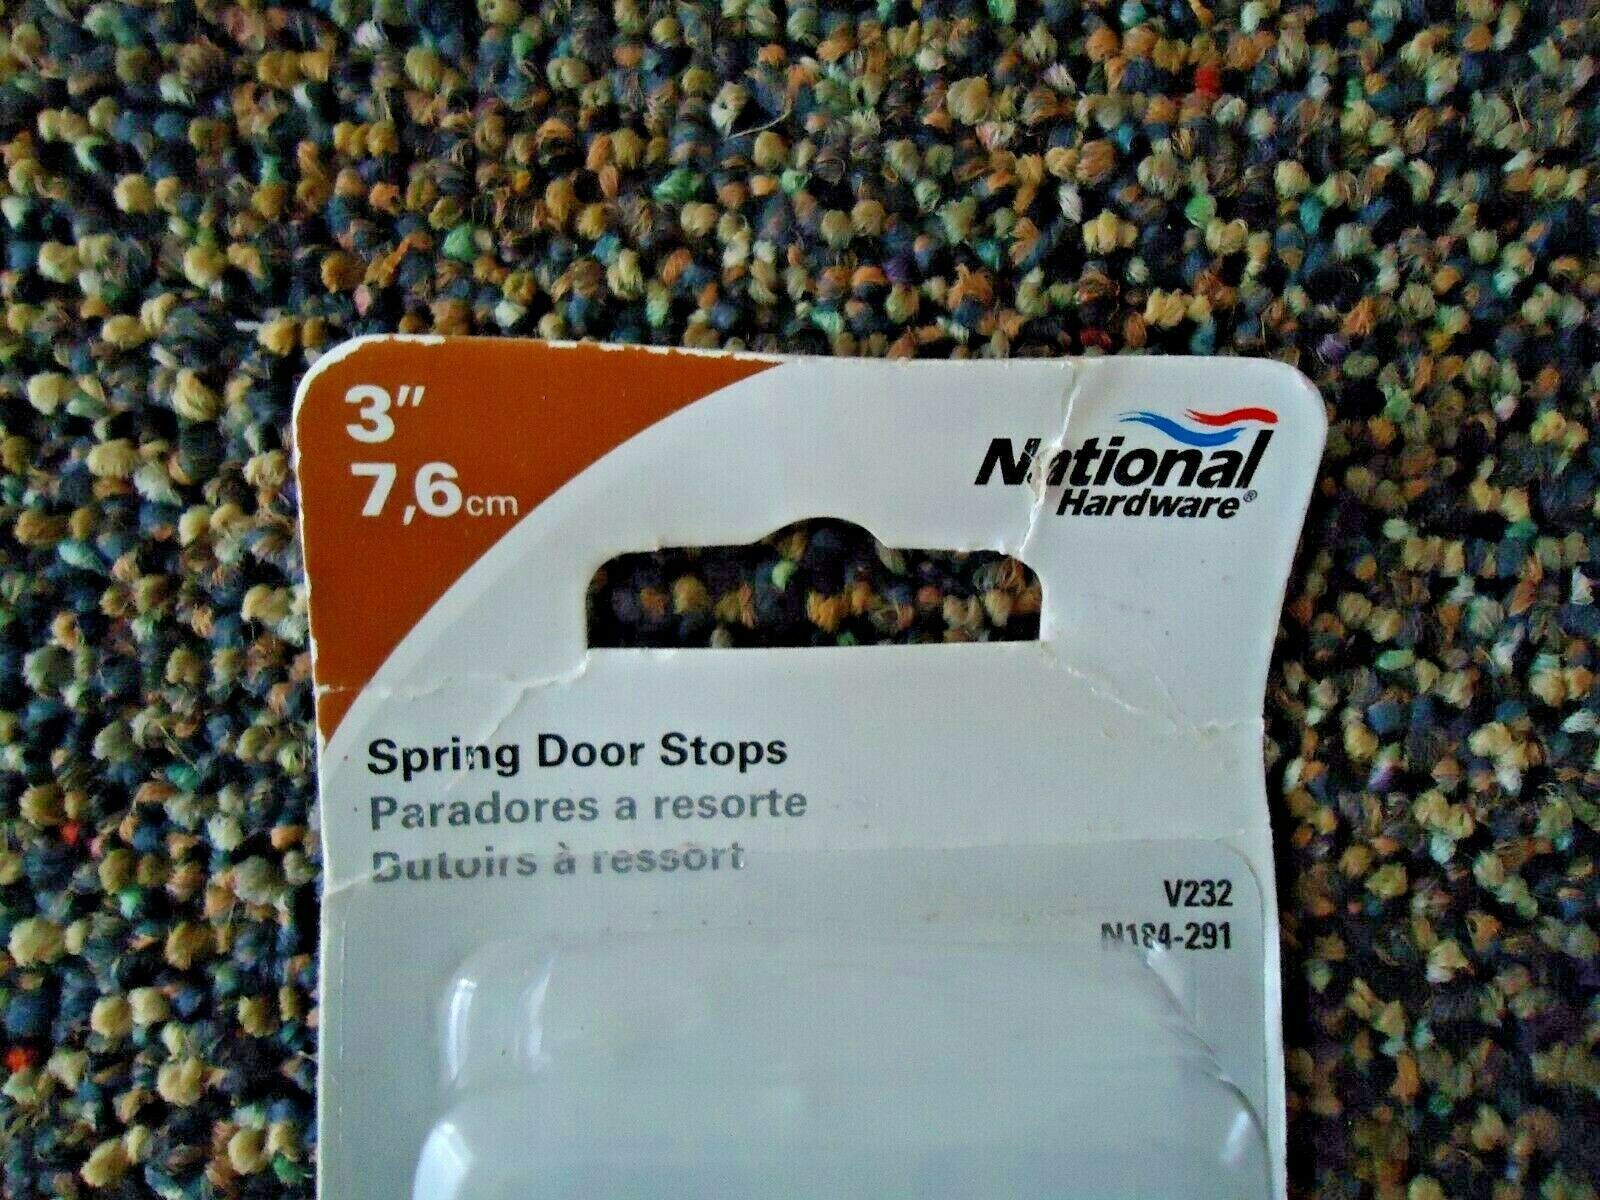 3"
7,6cm
National
Hardware®
Spring Door Stops
Paradores a resorte
Butoirs à ressort
V232
N184-291